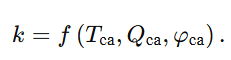 k = f (T_ca, Q_ca, φ_ca) .